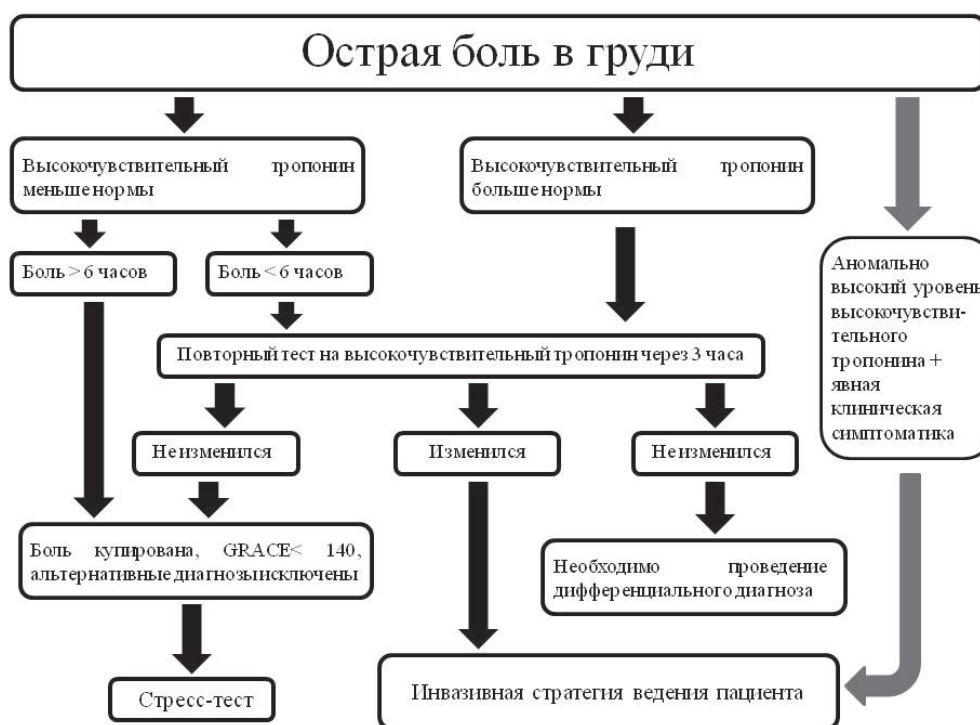 Острая боль в груди
Высокочувствительный тропонин
меньше нормы
Высокочувствительный тропонин
больше нормы
Боль > 6 часов
Боль < 6 часов
Аномально
высокий уровень
высокочувстви-
тельного
тропонина +
явная
клиническая
симптоматика
Повторный тест на высокочувствительный тропонин через 3 часа
Не изменился
Изменился
Не изменился
Боль купирована, GRACE< 140,
альтернативные диагнозы исключены
Необходимо проведение
дифференциального диагноза
Стресс-тест
Инвазивная стратегия ведения пациента